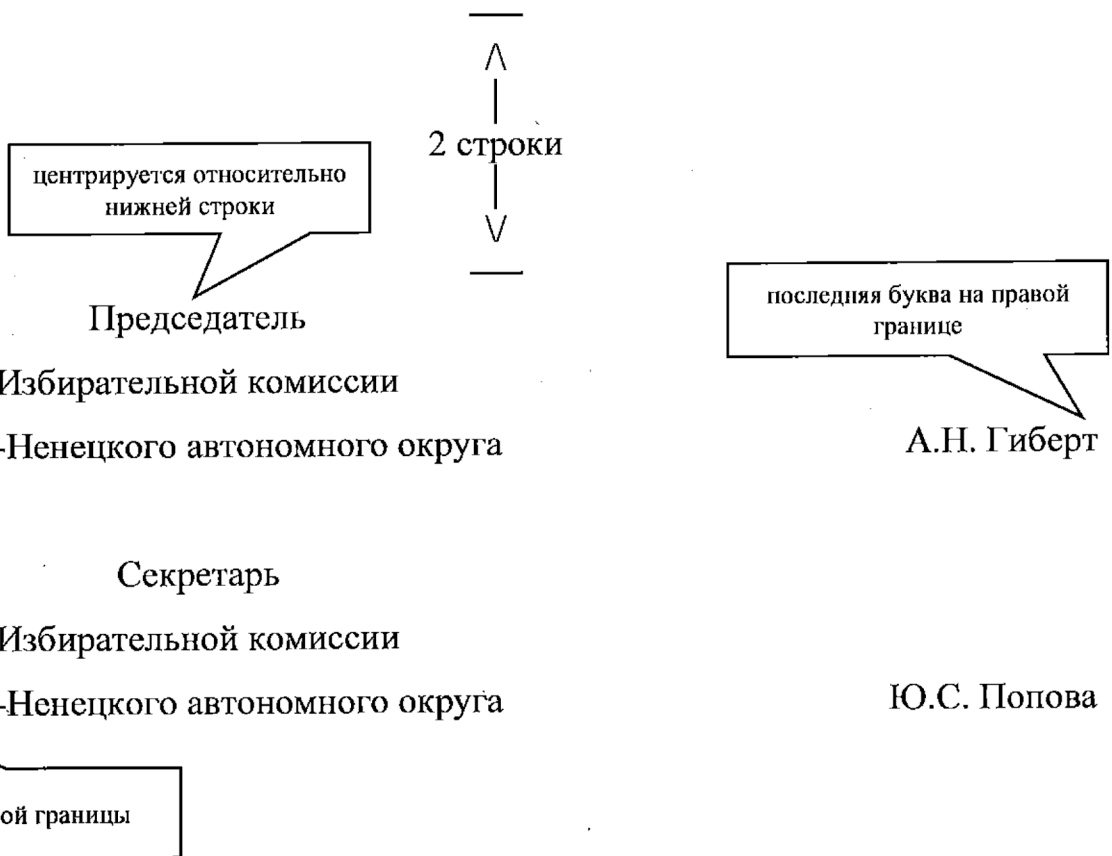 2 строки
центрируется относительно
нижней строки
последняя буква на правой
границе
Председатель
Избирательной комиссии
-Ненецкого автономного округа
А.Н. Гиберт
Секретарь
Избирательной комиссии
-Ненецкого автономного округа
Ю.С. Попова
ой границы